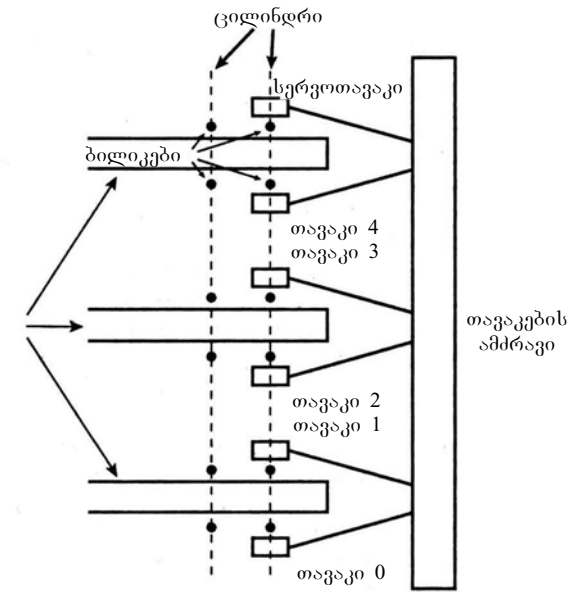 ცილინდრი
სერვოთავაკი
ბილიკები
თავაკი 4
თავაკი 3
თავაკების
ამძრავი
თავაკი 2
თავაკი 1
თავაკი 0